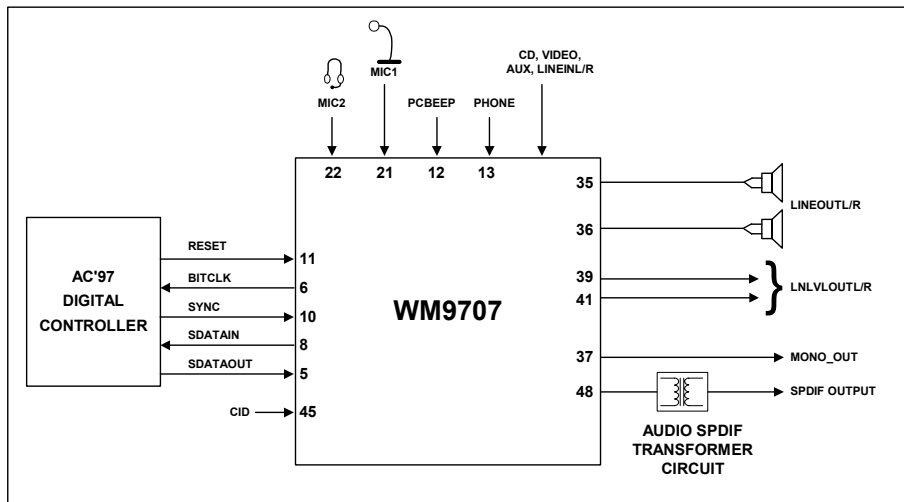 CD, VIDEO,
AUX, LINEINL/R
MIC1
MIC2
PCBEEP
PHONE
22
21
12
13
35
LINEOUTL/R
36
AC'97
DIGITAL
CONTROLLER
RESET
11
BITCLK
6
SYNC
10
SDATAIN
8
SDATAOUT
5
CID
45
WM9707
39
41
} LNLVLOUTL/R
37
MONO_OUT
48
SPDIF OUTPUT
AUDIO SPDIF
TRANSFORMER
CIRCUIT